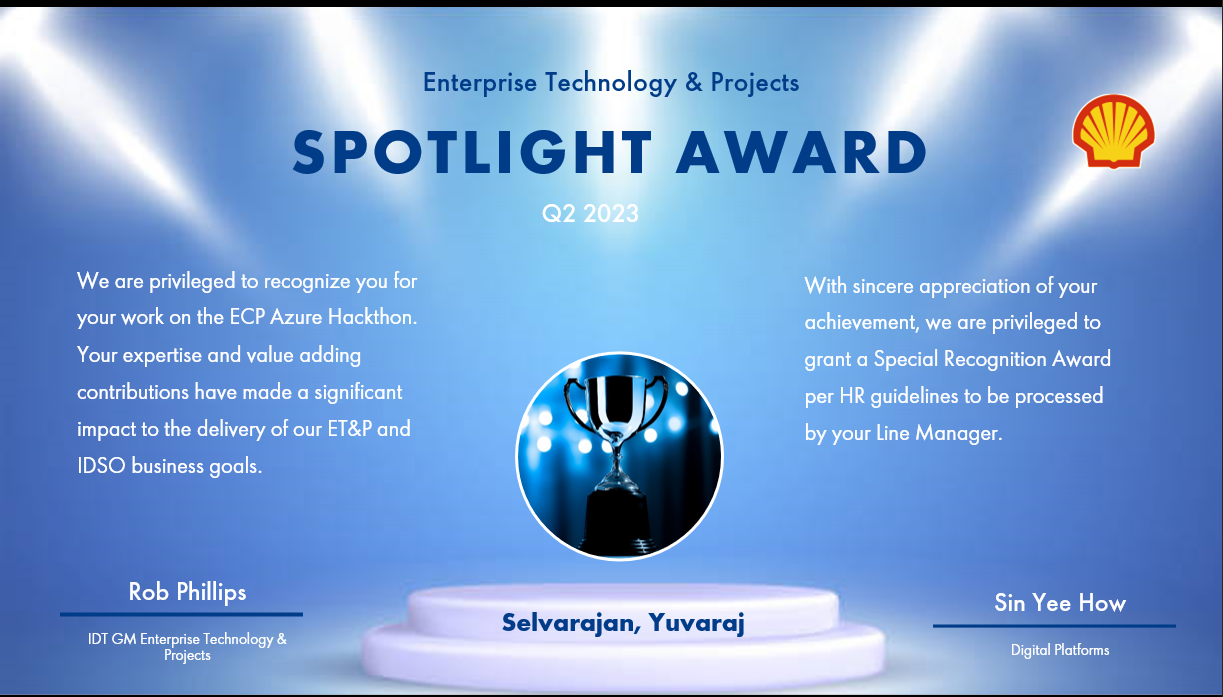 Enterprise Technology & Projects
SPOTLIGHT AWARD
Q2 2023
We are privileged to recognize you for
your work on the ECP Azure Hackthon.
Your expertise and value adding
contributions have made a significant
impact to the delivery of our ET&P and
IDSO business goals.
With sincere appreciation of your
achievement, we are privileged to
grant a Special Recognition Award
per HR guidelines to be processed
by your Line Manager.
Rob Phillips
IDT GM Enterprise Technology &
Projects
Selvarajan, Yuvaraj
Sin Yee How
Digital Platforms